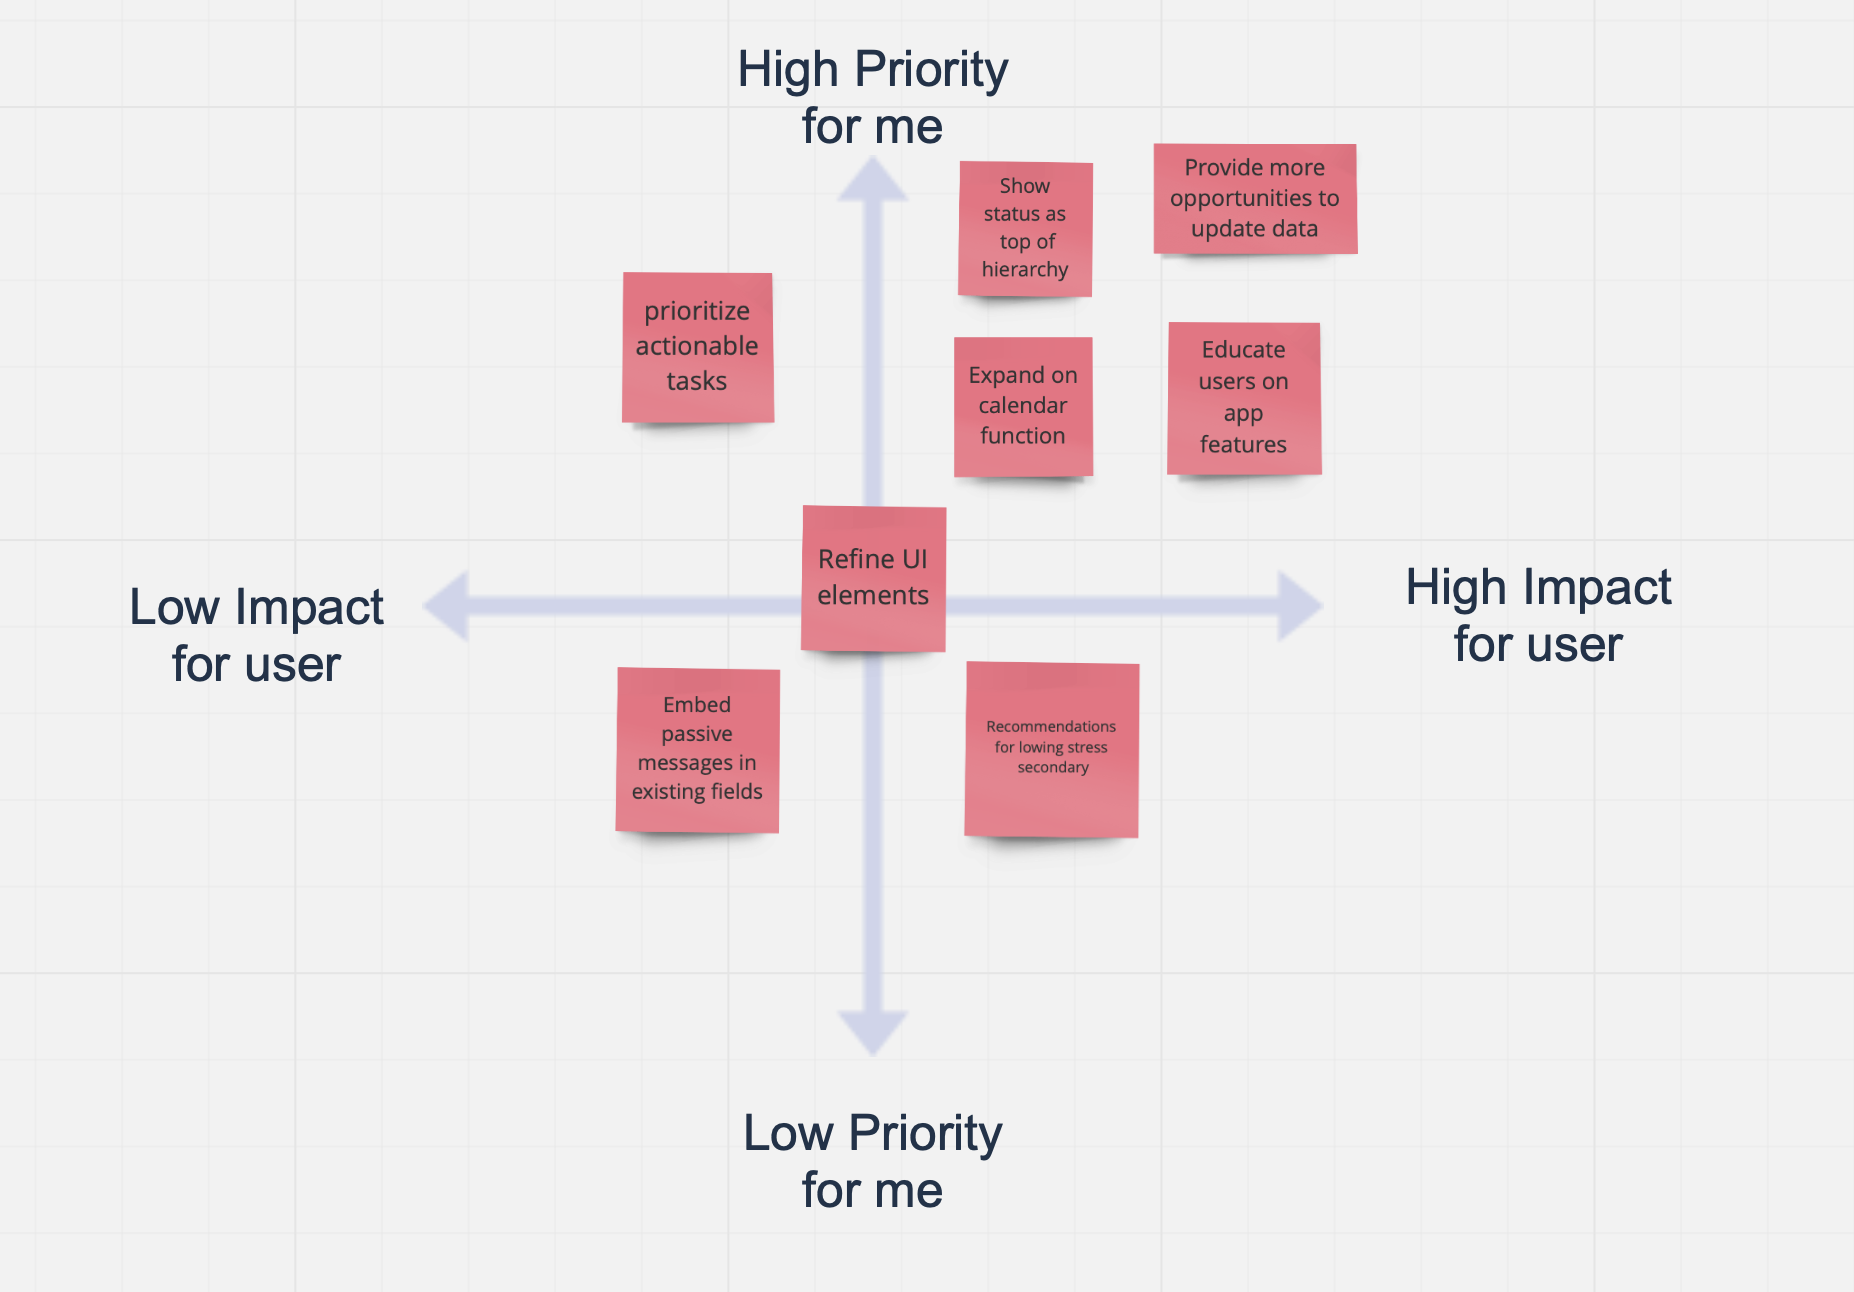 High Priority
for me
Show
status as
top of
hierarchy
Provide more
opportunities to
update data
prioritize
actionable
tasks
Expand on
calendar
function
Educate
users on
app
features
Refine UI
elements
Low Impact
for user
High Impact
for user
Embed
passive
messages in
existing fields
Recommendations
for lowing stress
secondary
Low Priority
for me